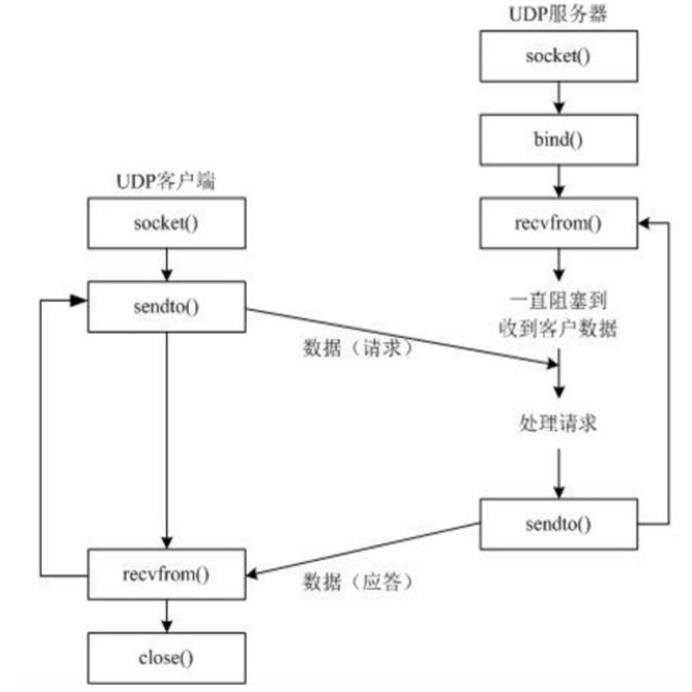 UDP服务器
socket()
bind()
UDP客户端
socket()
recvfrom()
sendto()
一直阻塞到
收到客户数据
数据（请求）
处理请求
sendto()
recvfrom()
数据（应答）
close()